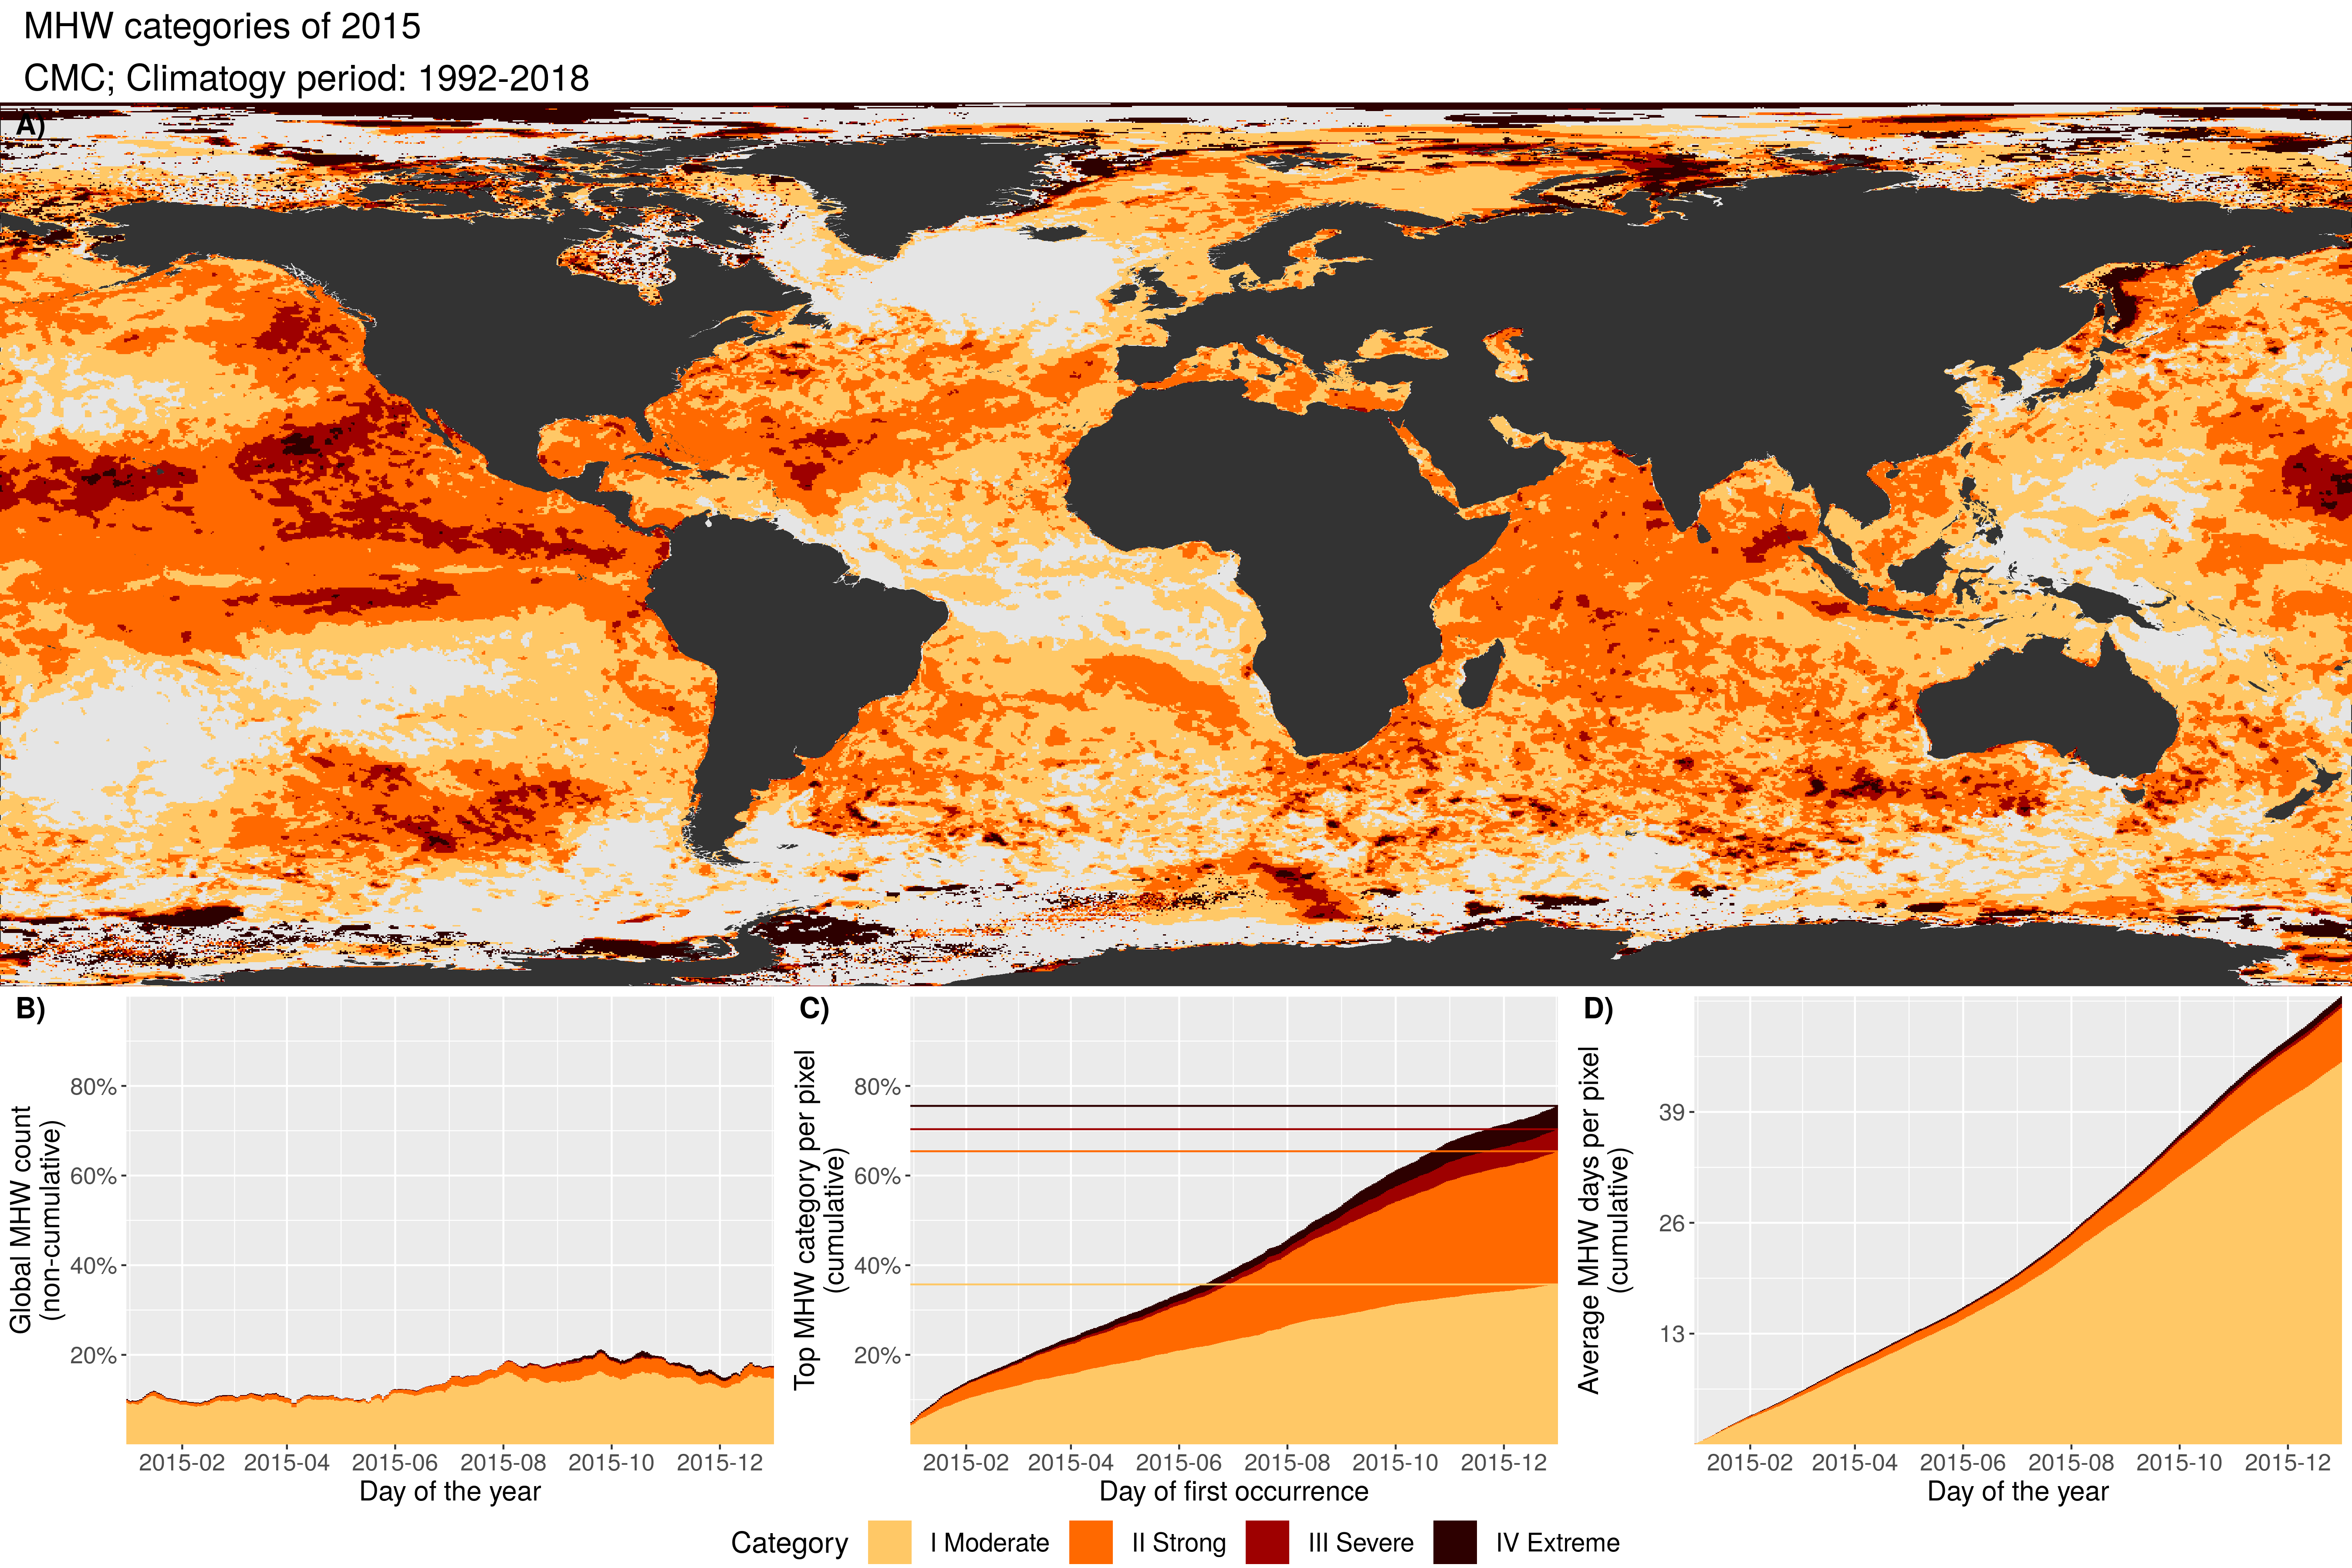 MHW categories of 2015
CMC; Climatogy period: 1992-2018
A)
B)
Global MHW count
(non-cumulative)
80%
60%
40%
20%
2015-02 2015-04 2015-06 2015-08 2015-10 2015-12
Day of the year
C)
Top MHW category per pixel
(cumulative)
80%
60%
40%
20%
2015-02 2015-04 2015-06 2015-08 2015-10 2015-12
Day of first occurrence
D)
Average MHW days per pixel
(cumulative)
39
26
13
2015-02 2015-04 2015-06 2015-08 2015-10 2015-12
Day of the year
Category I Moderate II Strong III Severe IV Extreme